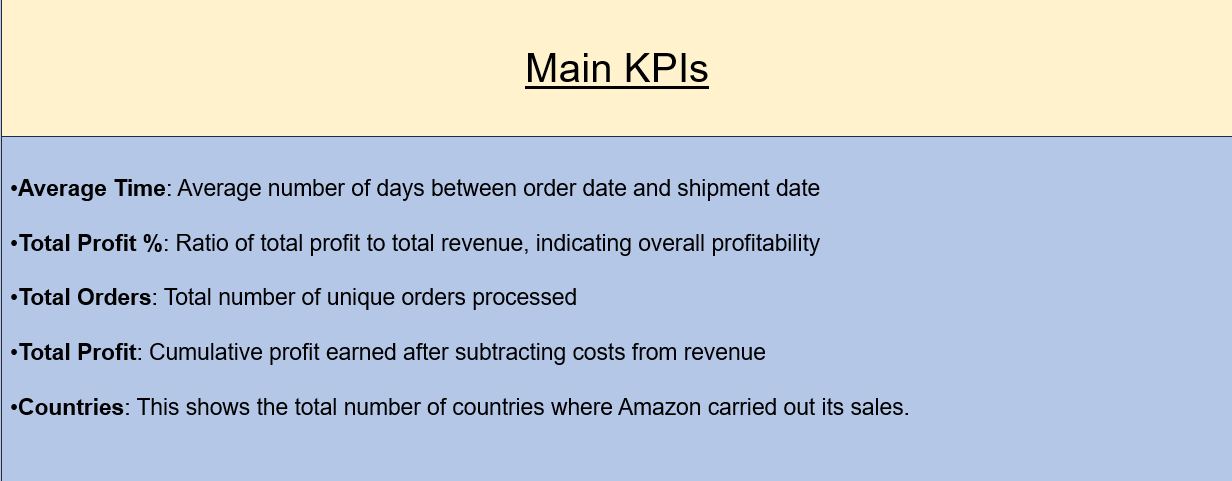 Main KPIs
•Average Time: Average number of days between order date and shipment date
•Total Profit %: Ratio of total profit to total revenue, indicating overall profitability
•Total Orders: Total number of unique orders processed
•Total Profit: Cumulative profit earned after subtracting costs from revenue
•Countries: This shows the total number of countries where Amazon carried out its sales.